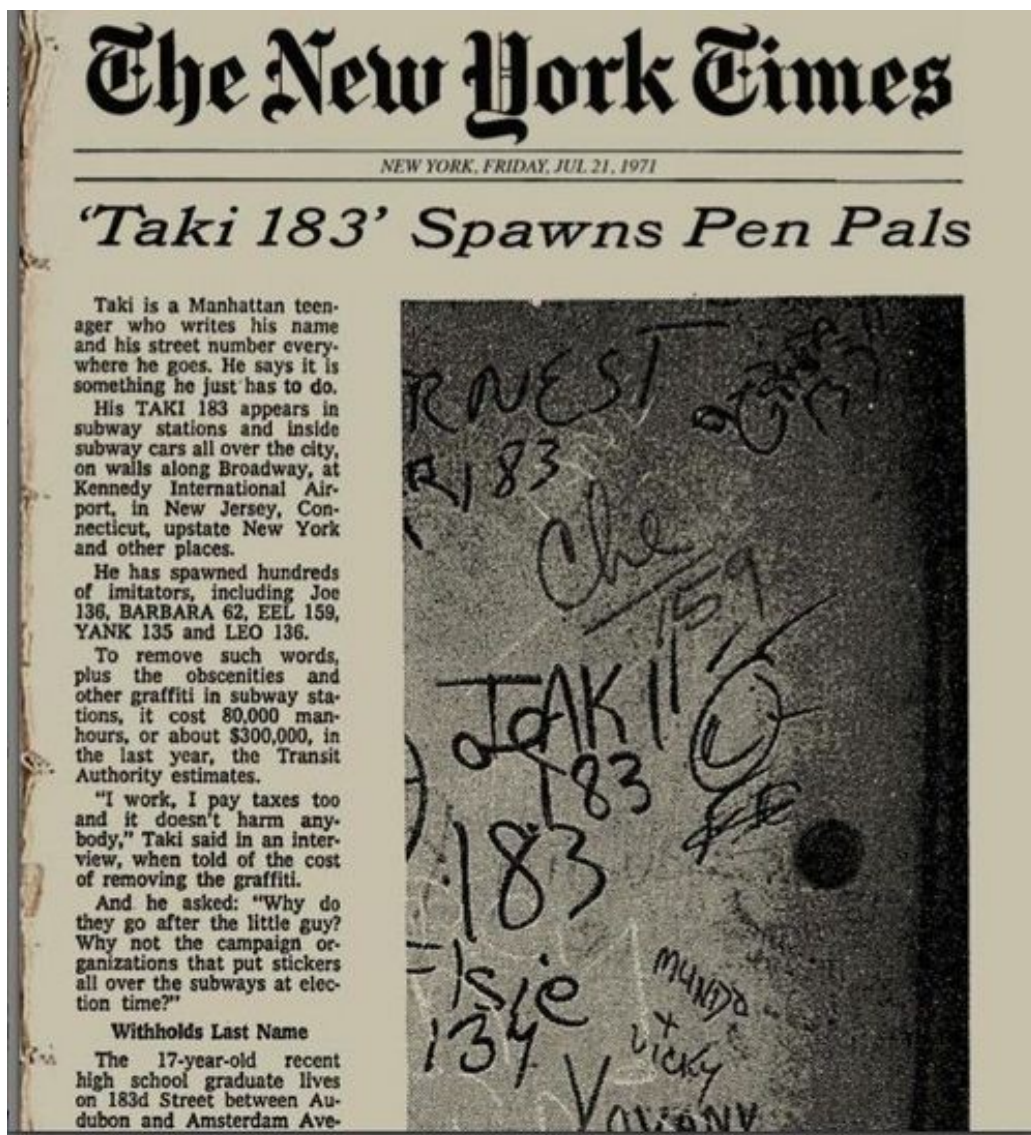 The New York Times
NEW YORK, FRIDAY, JUL 21, 1971
'Taki 183' Spawns Pen Pals
Taki is a Manhattan teen-
ager who writes his name
and his street number every-
where he goes. He says it is
something he just has to do.
His TAKI 183 appears in
subway stations and inside
subway cars all over the city,
on walls along Broadway, at
Kennedy International Air-
port, in New Jersey, Con-
necticut, upstate New York
and other places.
He has spawned hundreds
of imitators, including Joe
136, BARBARA 62, EEL 159,
YANK 135 and LEO 136.
To remove such words,
plus the obscenities and
other graffiti in subway sta-
tions, it cost 80,000 man-
hours, or about $300,000, in
the last year, the Transit
Authority estimates.
"I work, I pay taxes too
and it doesn't harm any-
body," Taki said in an inter-
view, when told of the cost
of removing the graffiti.
And he asked: "Why do
they go after the little guy?
Why not the campaign or-
ganizations that put stickers
all over the subways at elec-
tion time?"
Withholds Last Name
The 17-year-old recent
high school graduate lives
on 183d Street between Au-
dubon and Amsterdam Ave-
RNEST
183
Che
159
TAKI
183
183
Elsie
134
MUNDO
+
VICKY